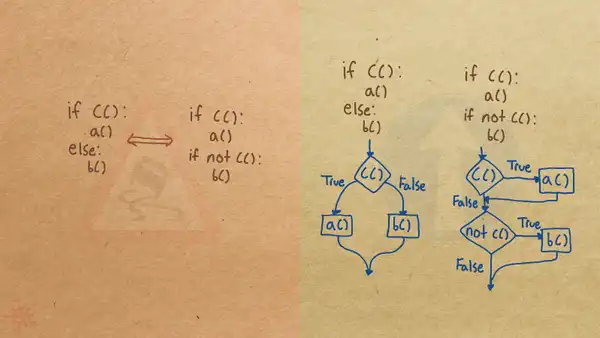 if C():
a()
else:
b()
if C():
a()
if not C():
b()
if C():
a()
else:
b()
if C():
a()
if not C():
b()
C()
True
False
a()
b()
C()
True
a()
False
not C()
True
b()
False